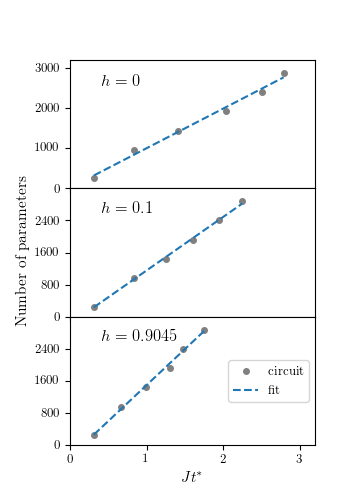 3000
h = 0
2000
1000
0
Number of parameters
h = 0.1
2400
1600
800
0
h = 0.9045
2400
1600
800
0
circuit
fit
0 1 2 3
Jt*